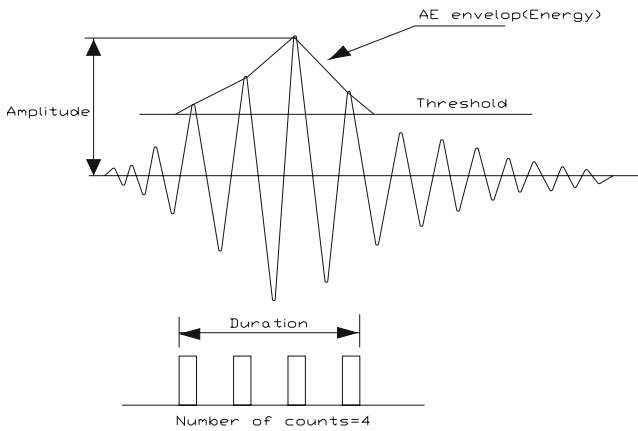 AE envelop(Energy)
Amplitude
Threshold
Duration
Number of counts=4